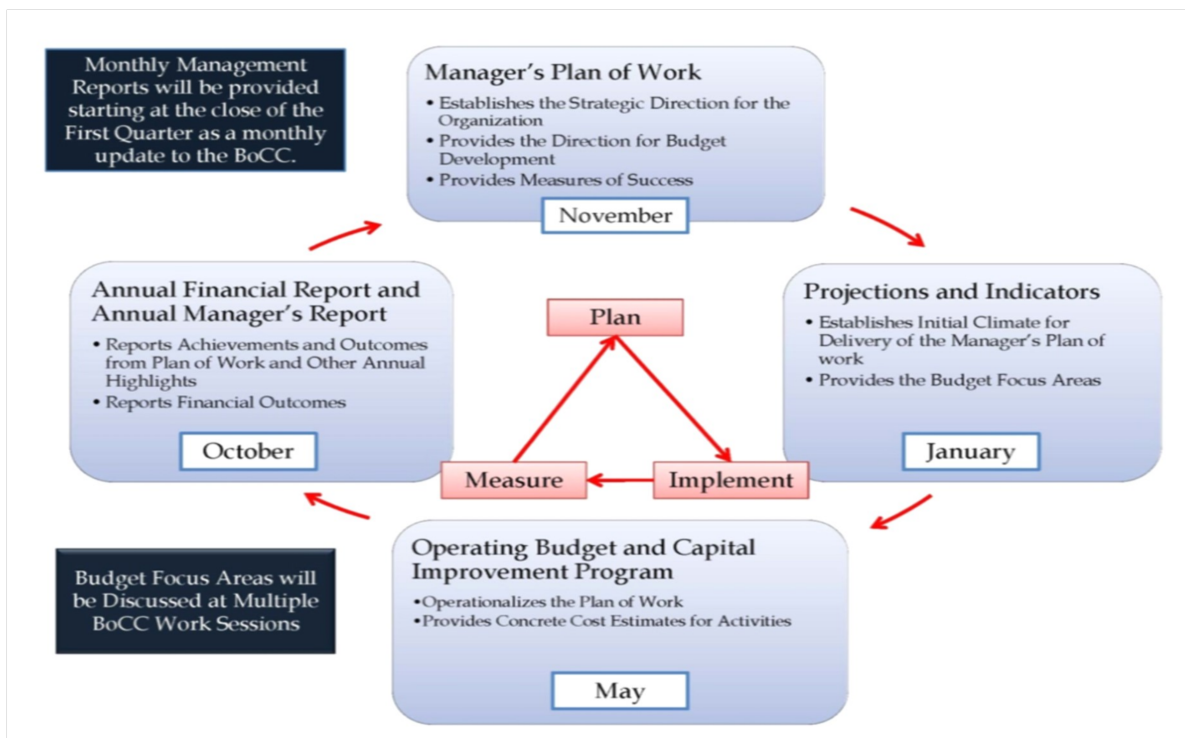 Monthly Management
Reports will be provided
starting at the close of the
First Quarter as a monthly
update to the BoCC.
Manager’s Plan of Work
• Establishes the Strategic Direction for the
Organization
• Provides the Direction for Budget
Development
• Provides Measures of Success
November
Annual Financial Report and
Annual Manager’s Report
• Reports Achievements and Outcomes
from Plan of Work and Other Annual
Highlights
• Reports Financial Outcomes
October
Plan
Measure
Implement
Projections and Indicators
• Establishes Initial Climate for
Delivery of the Manager’s Plan of
work
• Provides the Budget Focus Areas
January
Budget Focus Areas will
be Discussed at Multiple
BoCC Work Sessions
Operating Budget and Capital
Improvement Program
•Operationalizes the Plan of Work
•Provides Concrete Cost Estimates for Activities
May